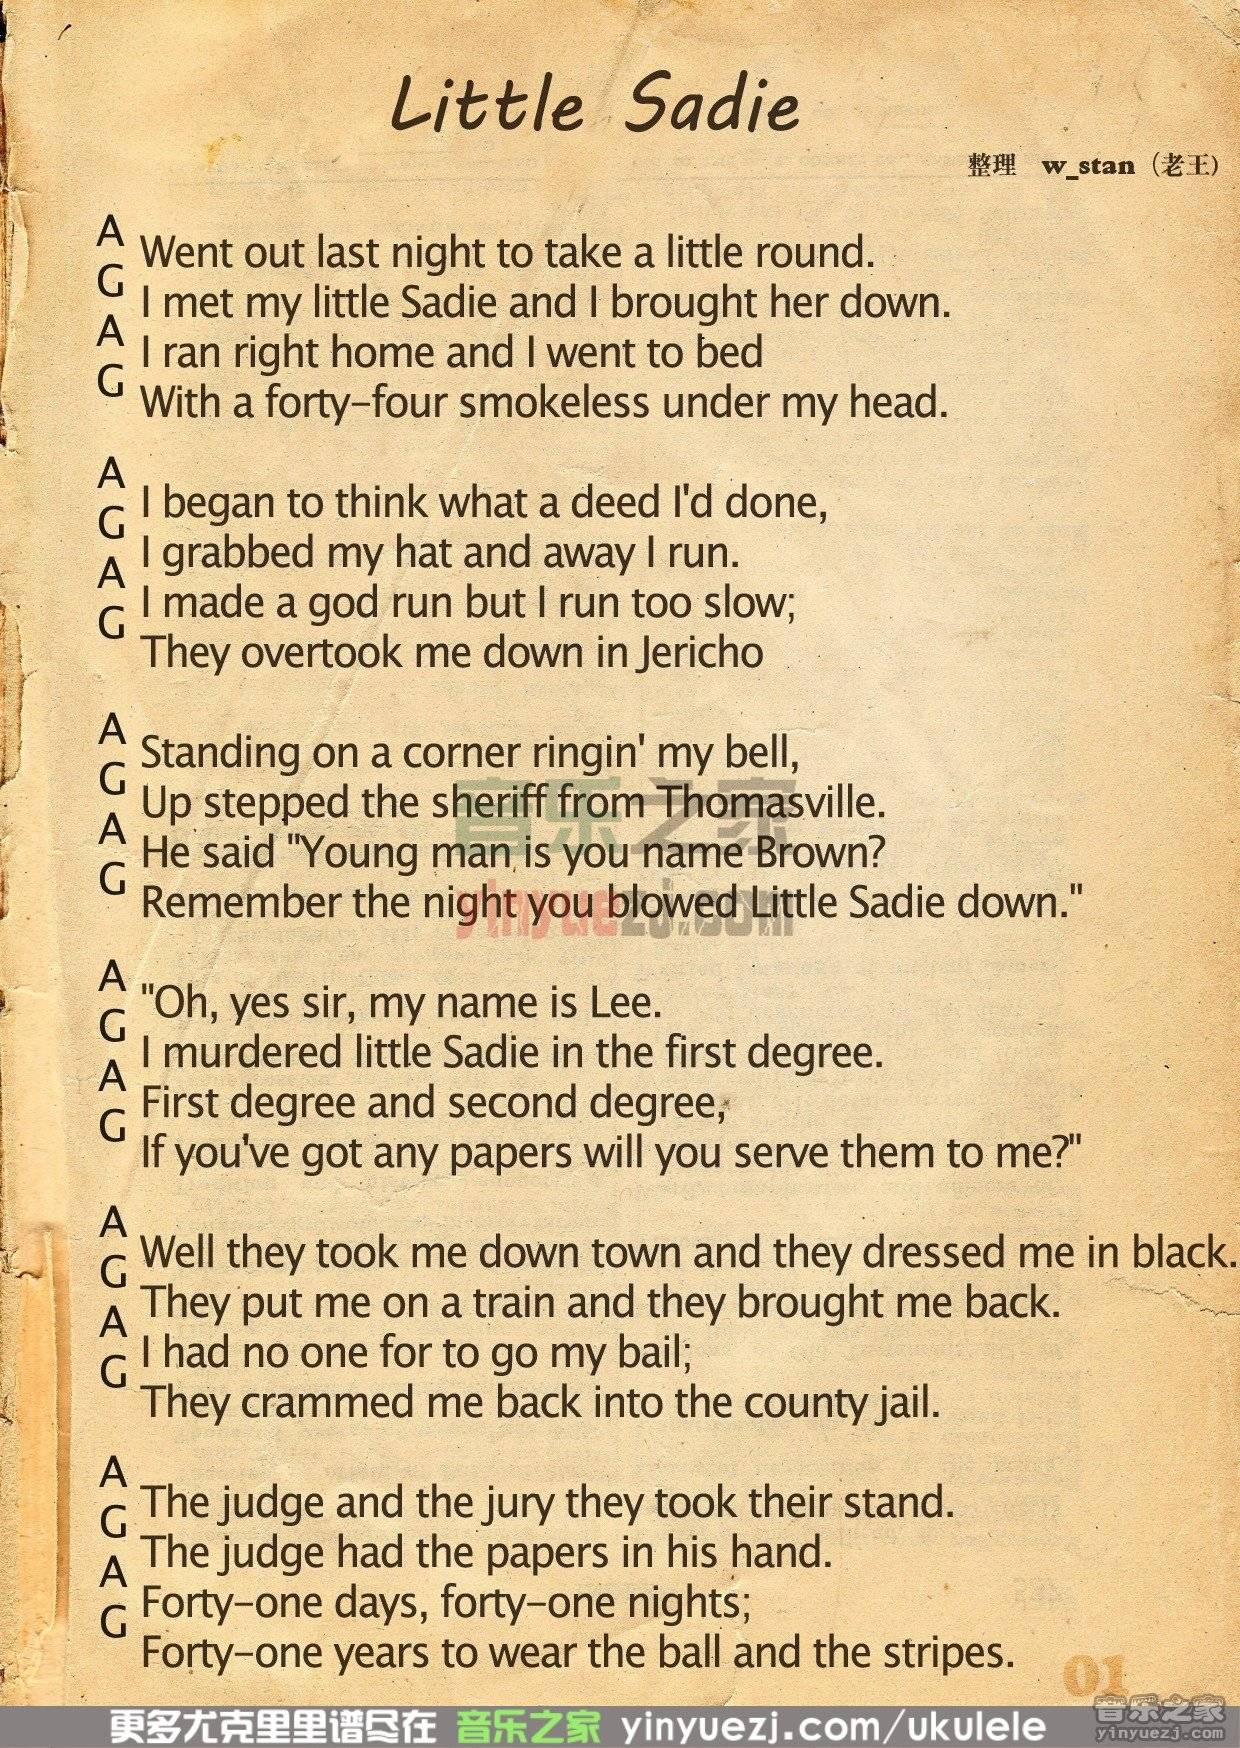 Little Sadie
整理 w_stan（老王）
A
Went out last night to take a little round.
G
I met my little Sadie and I brought her down.
A
I ran right home and I went to bed
G
With a forty-four smokeless under my head.
A
I began to think what a deed I'd done,
G
I grabbed my hat and away I run.
A
I made a god run but I run too slow;
G
They overtook me down in Jericho
A
Standing on a corner ringin' my bell,
G
Up stepped the sheriff from Thomasville.
A
He said "Young man is you name Brown?
G
Remember the night you blowed Little Sadie down."
音乐之家
yinyuezj.com
A
"Oh, yes sir, my name is Lee.
G
I murdered little Sadie in the first degree.
A
First degree and second degree,
G
If you've got any papers will you serve them to me?"
A
Well they took me down town and they dressed me in black.
G
They put me on a train and they brought me back.
A
I had no one for to go my bail;
G
They crammed me back into the county jail.
A
The judge and the jury they took their stand.
G
The judge had the papers in his hand.
A
Forty-one days, forty-one nights;
G
Forty-one years to wear the ball and the stripes.
01
更多尤克里里谱尽在 音乐之家 yinyuezj.com/ukulele
音乐之家
yinyuezj.com